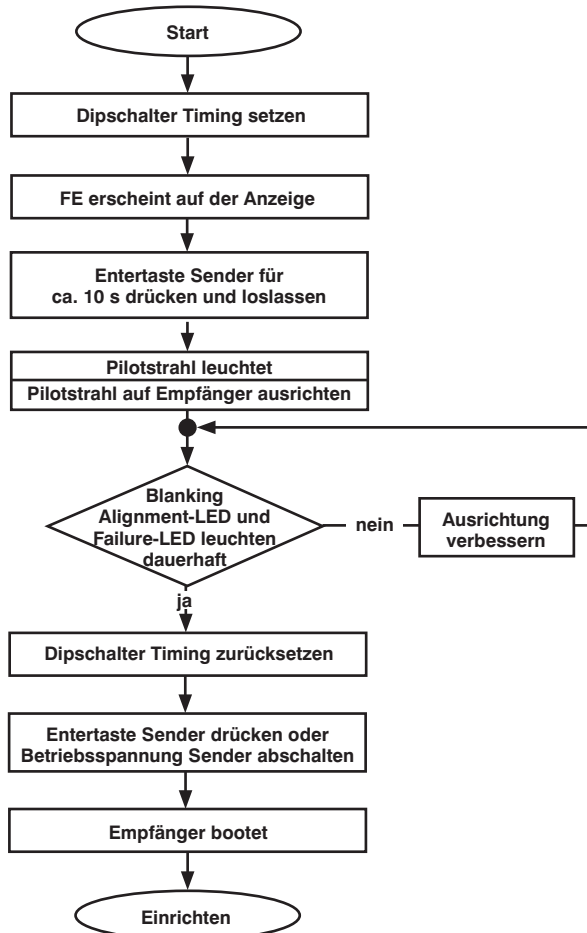 Start
Dipschalter Timing setzen
FE erscheint auf der Anzeige
Entertaste Sender für
ca. 10 s drücken und loslassen
Pilotstrahl leuchtet
Pilotstrahl auf Empfänger ausrichten
Blanking
Alignment-LED und
Failure-LED leuchten
dauerhaft
nein
Ausrichtung
verbessern
ja
Dipschalter Timing zurücksetzen
Entertaste Sender drücken oder
Betriebsspannung Sender abschalten
Empfänger bootet
Einrichten